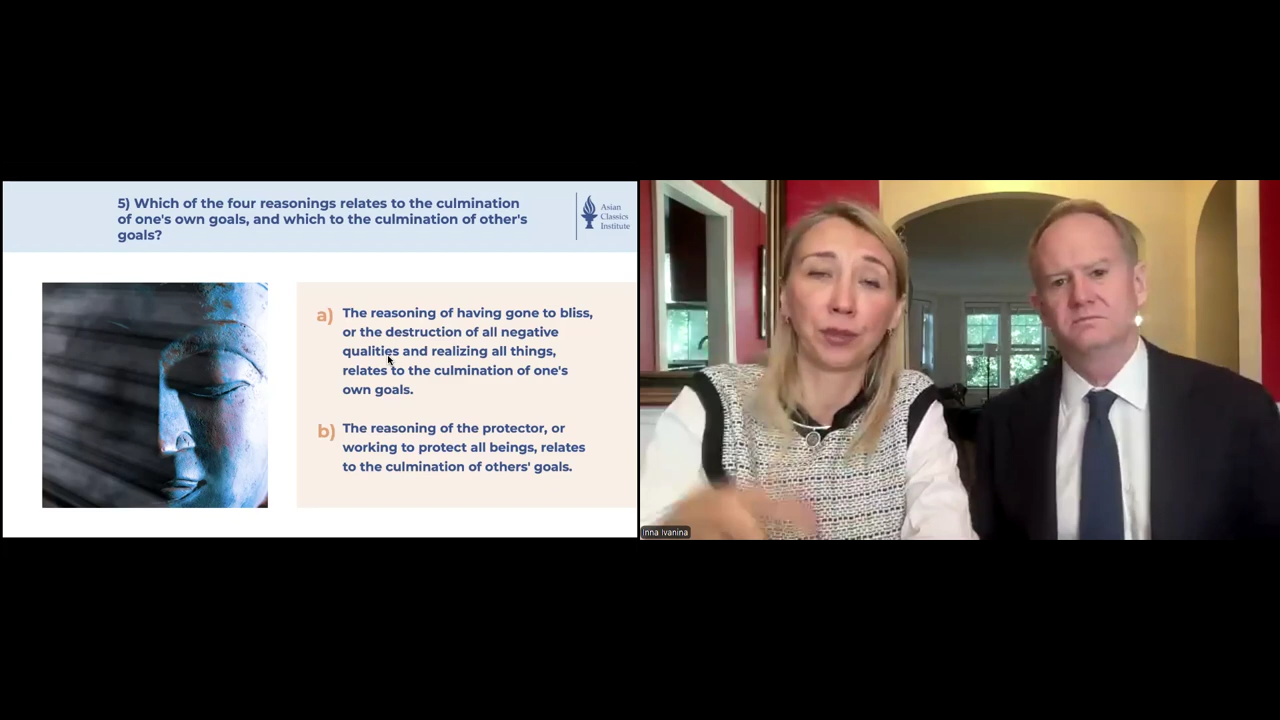 5) Which of the four reasonings relates to the culmination
of one's own goals, and which to the culmination of other's
goals?
Asian
Classics
Institute
a) The reasoning of having gone to bliss,
or the destruction of all negative
qualities and realizing all things,
relates to the culmination of one's
own goals.
b) The reasoning of the protector, or
working to protect all beings, relates
to the culmination of others' goals.
Inna Ivanina